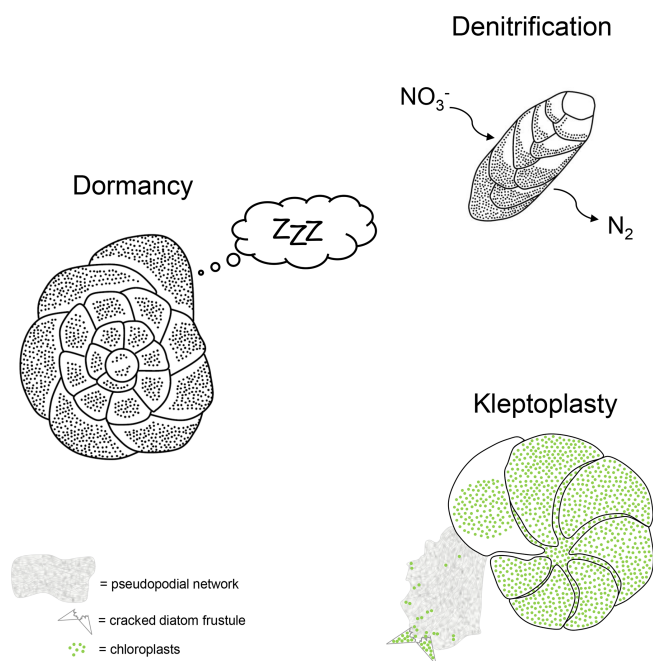 Denitrification
NO₃⁻
N₂
Dormancy
ZZZ
Kleptoplasty
= pseudopodial network
= cracked diatom frustule
= chloroplasts